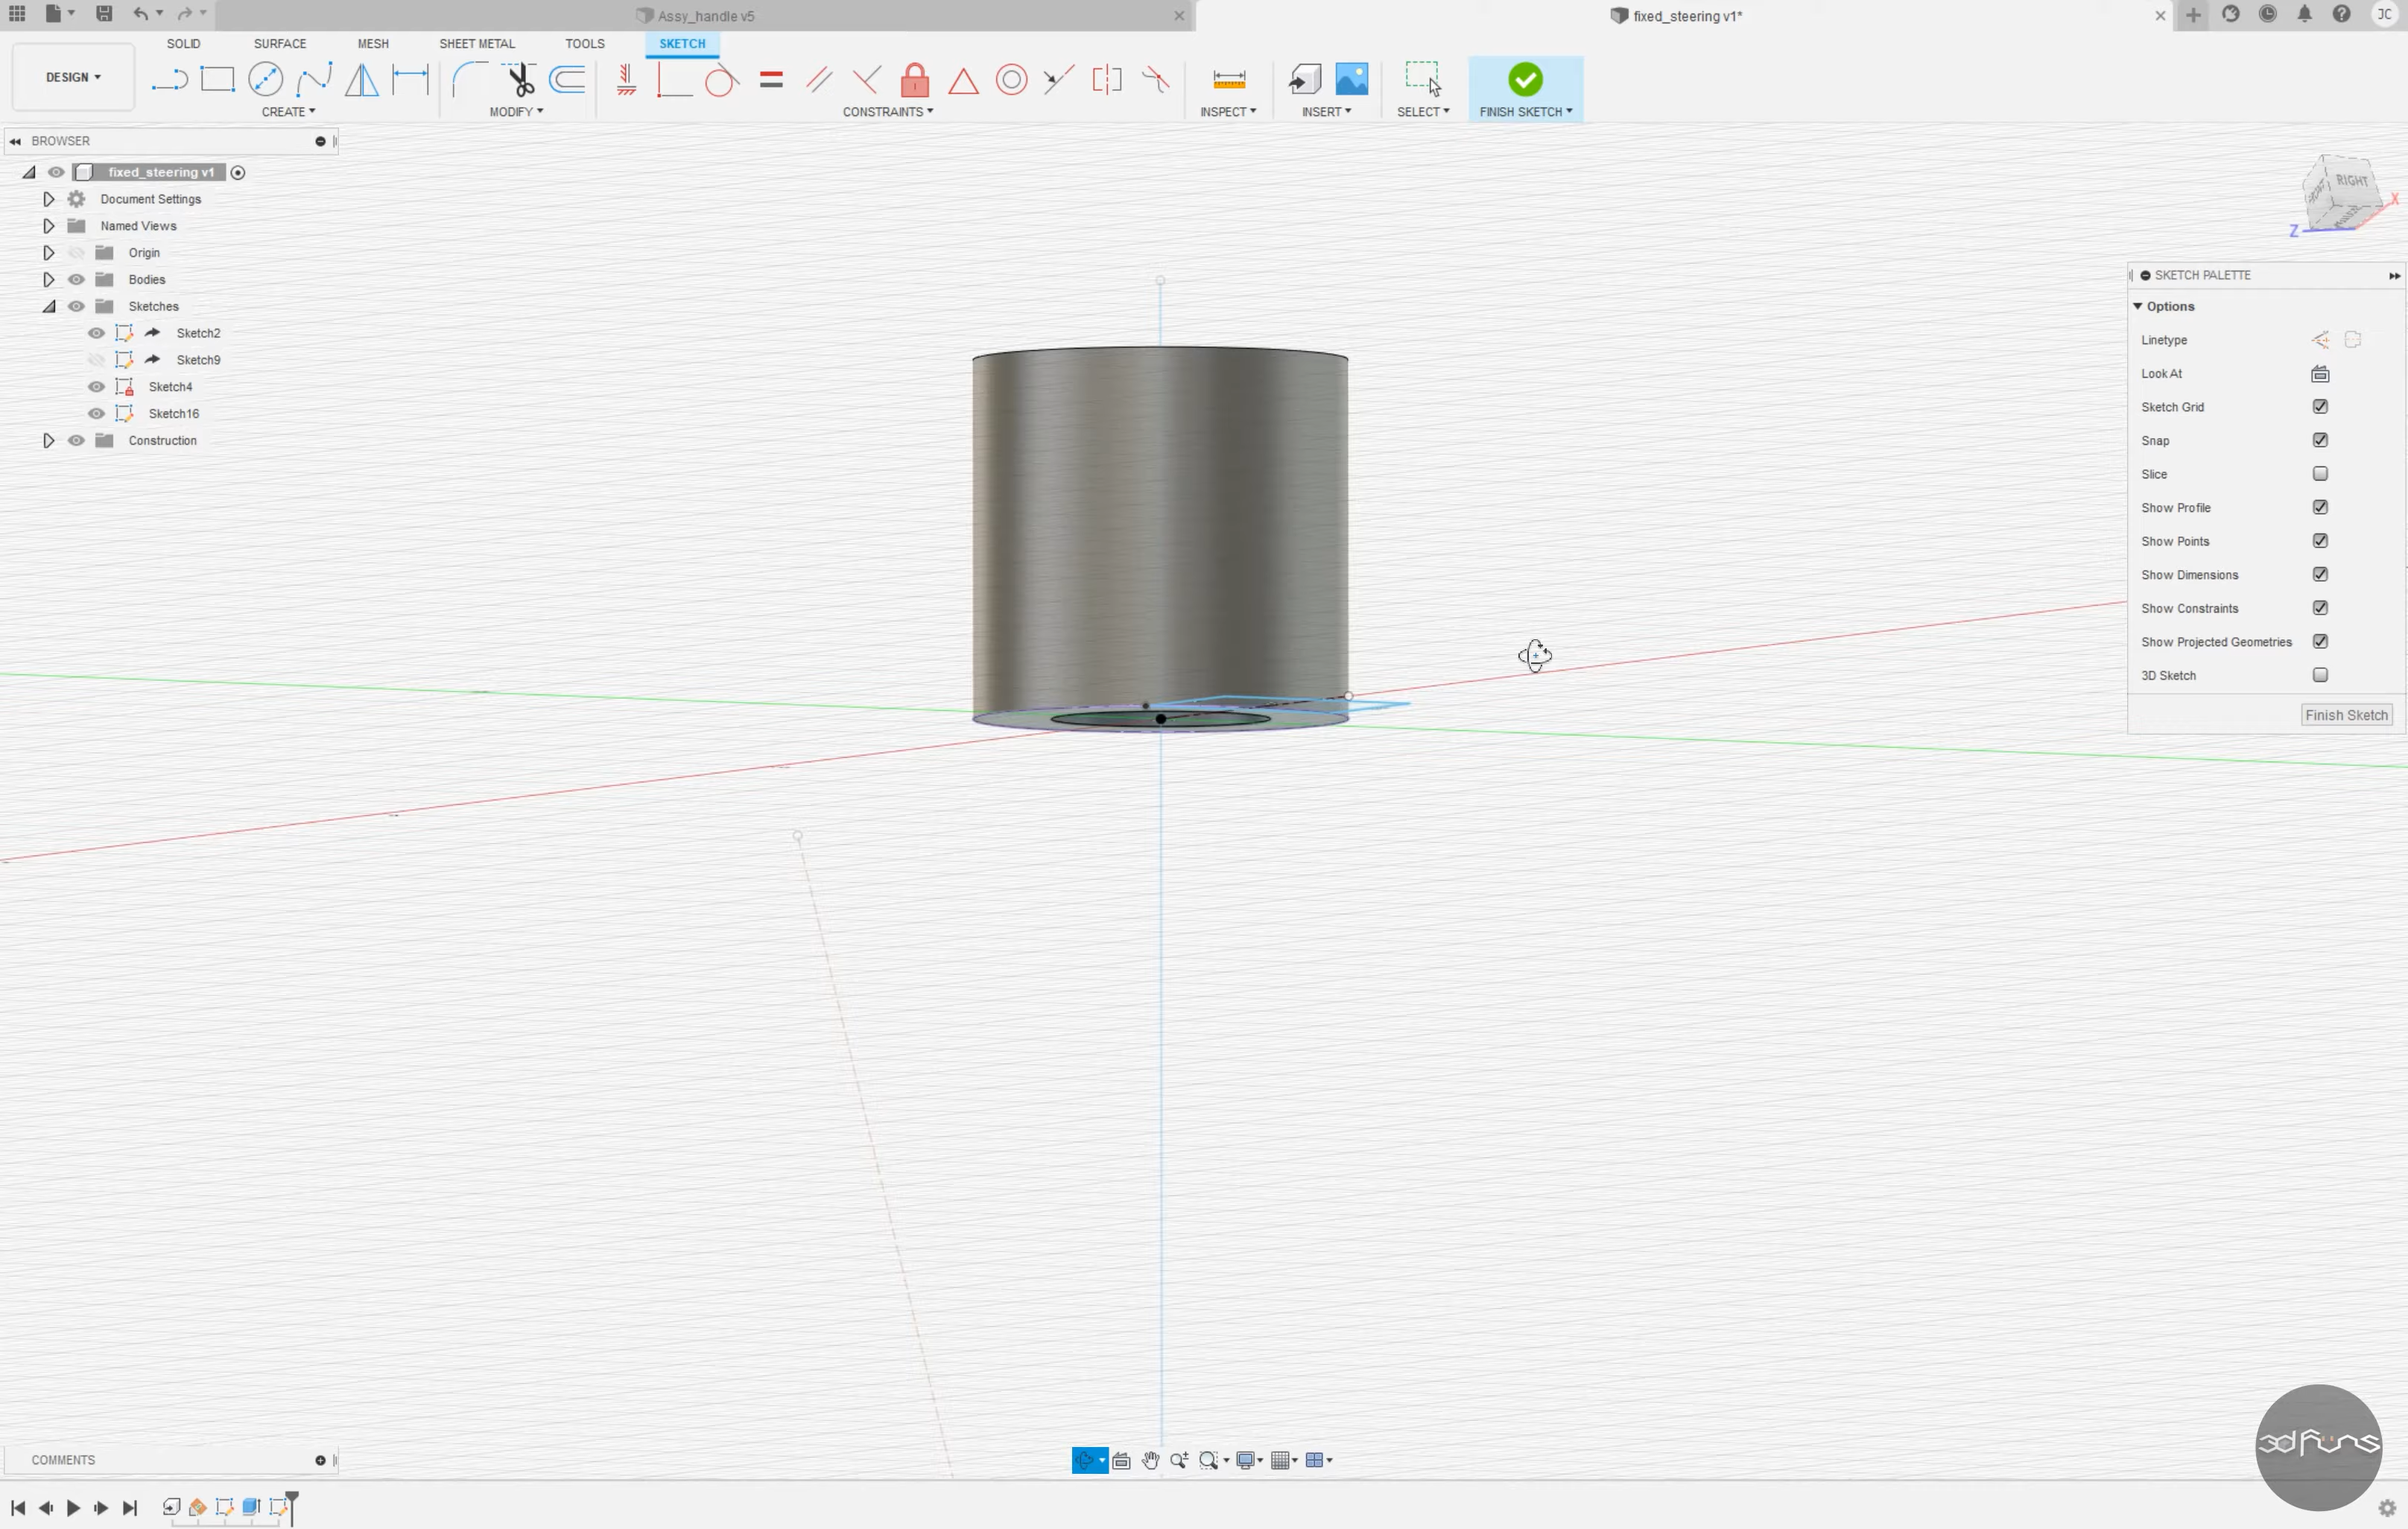 Assy_handle v5
fixed_steering v1*
JC
DESIGN
SOLID
SURFACE
MESH
SHEET METAL
TOOLS
SKETCH
CREATE
MODIFY
CONSTRAINTS
INSPECT
INSERT
SELECT
FINISH SKETCH
BROWSER
fixed_steering v1
Document Settings
Named Views
Origin
Bodies
Sketches
Sketch2
Sketch9
Sketch4
Sketch16
Construction
RIGHT
X
Z
SKETCH PALETTE
Options
Linetype
Look At
Sketch Grid
Snap
Slice
Show Profile
Show Points
Show Dimensions
Show Constraints
Show Projected Geometries
3D Sketch
Finish Sketch
COMMENTS
3dfuns